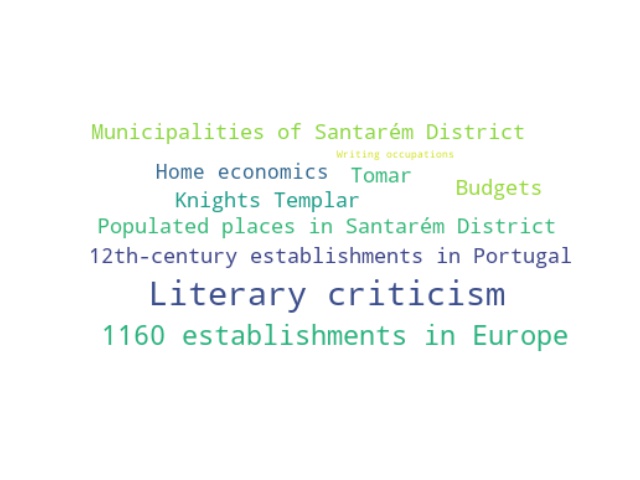 Municipalities of Santarém District
Writing occupations
Home economics
Tomar
Budgets
Knights Templar
Populated places in Santarém District
12th-century establishments in Portugal
Literary criticism
1160 establishments in Europe